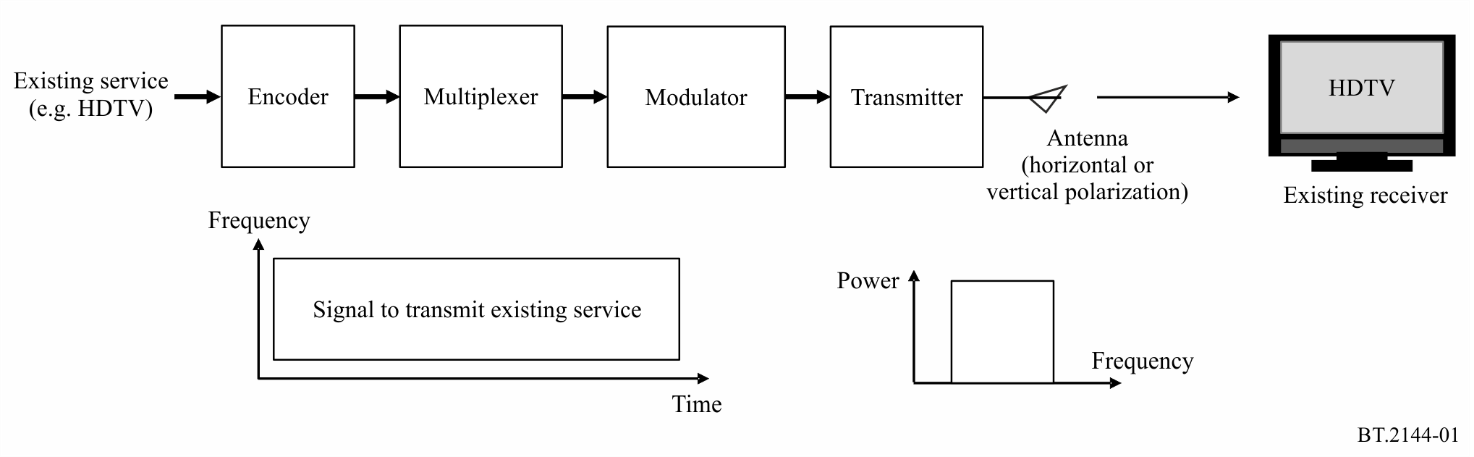 Existing service
(e.g. HDTV)
Encoder
Multiplexer
Modulator
Transmitter
Antenna
(horizontal or
vertical polarization)
HDTV
Existing receiver
Frequency
Signal to transmit existing service
Time
Power
Frequency
BT.2144-01